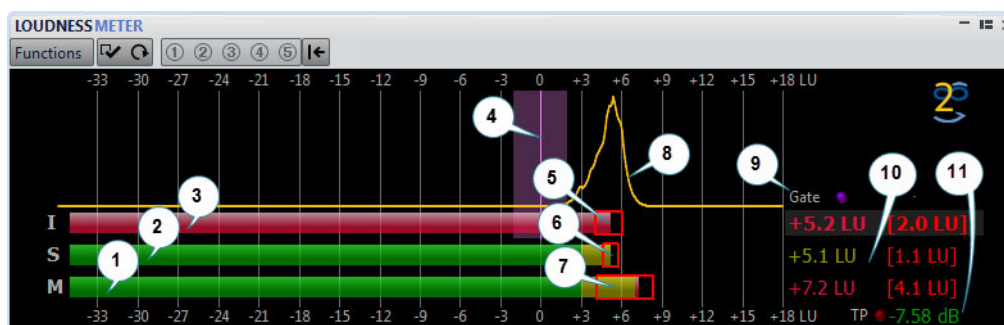 LOUDNESS METER
Functions ① ② ③ ④ ⑤
-33 -30 -27 -24 -21 -18 -15 -12 -9 -6 -3 0 +3 +6 +9 +12 +15 +18 LU
4
8
9
10
11
Gate
3
5
I
+5.2 LU [2.0 LU]
2
6
S
+5.1 LU [1.1 LU]
1
7
M
+7.2 LU [4.1 LU]
-33 -30 -27 -24 -21 -18 -15 -12 -9 -6 -3 0 +3 +6 +9 +12 +15 +18 LU
TP -7.58 dB